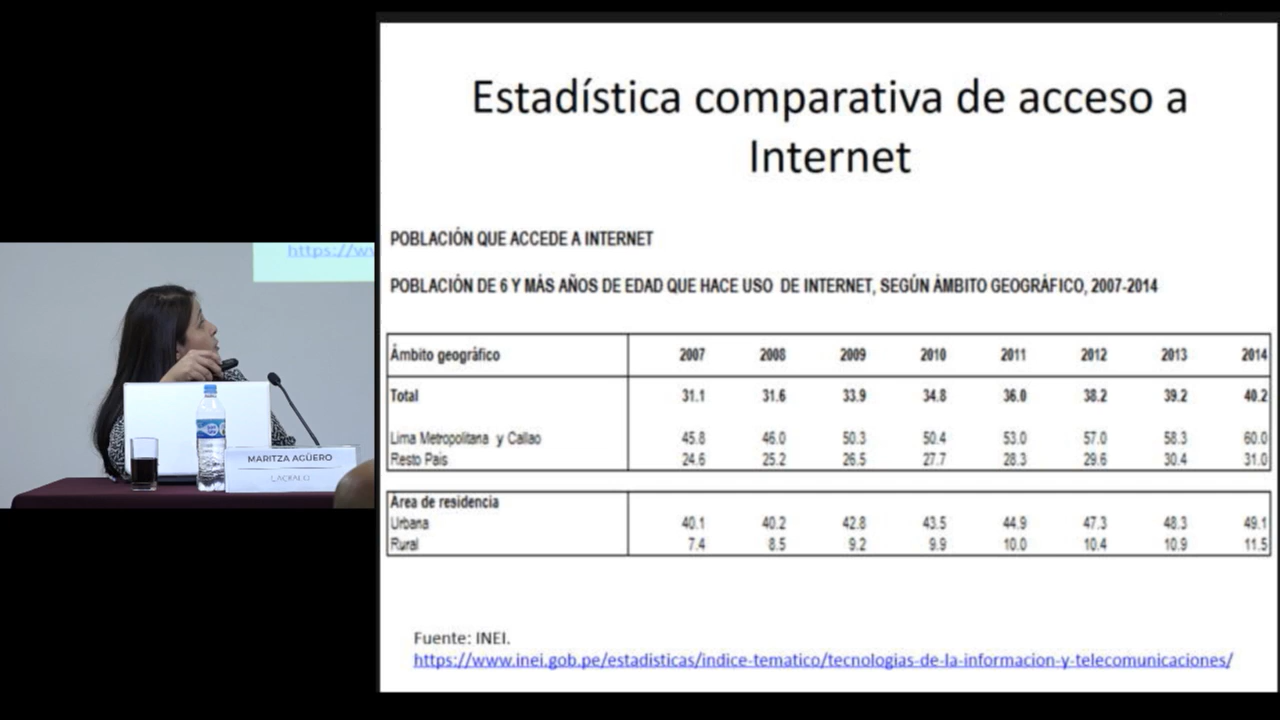 Estadística comparativa de acceso a
Internet
POBLACIÓN QUE ACCEDE A INTERNET
POBLACIÓN DE 6 Y MÁS AÑOS DE EDAD QUE HACE USO DE INTERNET, SEGÚN ÁMBITO GEOGRÁFICO, 2007-2014
Ámbito geográfico 2007 2008 2009 2010 2011 2012 2013 2014
Total 31.1 31.6 33.9 34.8 36.0 38.2 39.2 40.2
Lima Metropolitana y Callao 45.8 46.0 50.3 50.4 53.0 57.0 58.3 60.0
Resto País 24.6 25.2 26.5 27.7 28.3 29.6 30.4 31.0
Área de residencia
Urbana 40.1 40.2 42.8 43.5 44.9 47.3 48.3 49.1
Rural 7.4 8.5 9.2 9.9 10.0 10.4 10.9 11.5
Fuente: INEI.
https://www.inei.gob.pe/estadisticas/indice-tematico/tecnologias-de-la-informacion-y-telecomunicaciones/
https://ww
MARITZA AGÜERO